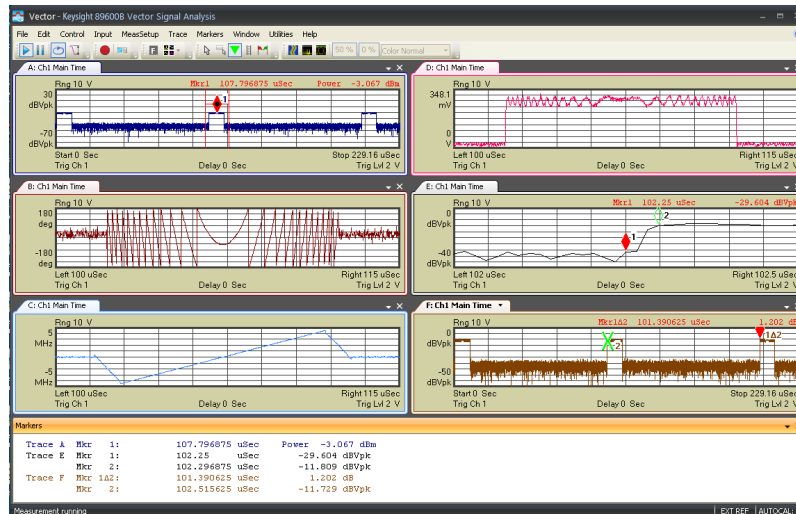 Vector - Keysight 89600B Vector Signal Analysis
File Edit Control Input MeasSetup Trace Markers Window Utilities Help
50 % 0 % Color Normal
A: Ch1 Main Time
Rng 10 V Mkr1 107.796875 uSec Power -3.067 dBm
30
dBVpk
1
-70
dBVpk
Start 0 Sec Stop 229.16 uSec
Trig Ch 1 Delay 0 Sec Trig Lvl 2 V
D: Ch1 Main Time
Rng 10 V
348.1
mV
0
V
Left 100 uSec Right 115 uSec
Trig Ch 1 Delay 0 Sec Trig Lvl 2 V
B: Ch1 Main Time
Rng 10 V
180
deg
-180
deg
Left 100 uSec Right 115 uSec
Trig Ch 1 Delay 0 Sec Trig Lvl 2 V
E: Ch1 Main Time
Rng 10 V Mkr1 102.25 uSec -29.604 dBVpk
0
dBVpk
2
1
-40
dBVpk
Left 102 uSec Right 102.5 uSec
Trig Ch 1 Delay 0 Sec Trig Lvl 2 V
C: Ch1 Main Time
Rng 10 V
5
MHz
-5
MHz
Left 100 uSec Right 115 uSec
Trig Ch 1 Delay 0 Sec Trig Lvl 2 V
F: Ch1 Main Time
Rng 10 V Mkr1Δ2 101.390625 uSec 1.202 dB
dBVpk
1Δ2
2
-50
dBVpk
Start 0 Sec Stop 229.16 uSec
Trig Ch 1 Delay 0 Sec Trig Lvl 2 V
Markers
Trace A Mkr 1: 107.796875 uSec Power -3.067 dBm
Trace E Mkr 1: 102.25 uSec -29.604 dBVpk
Mkr 2: 102.296875 uSec -11.809 dBVpk
Trace F Mkr 1Δ2: 101.390625 uSec 1.202 dB
Mkr 2: 102.515625 uSec -11.729 dBVpk
Measurement running EXT REF AUTOCAL: